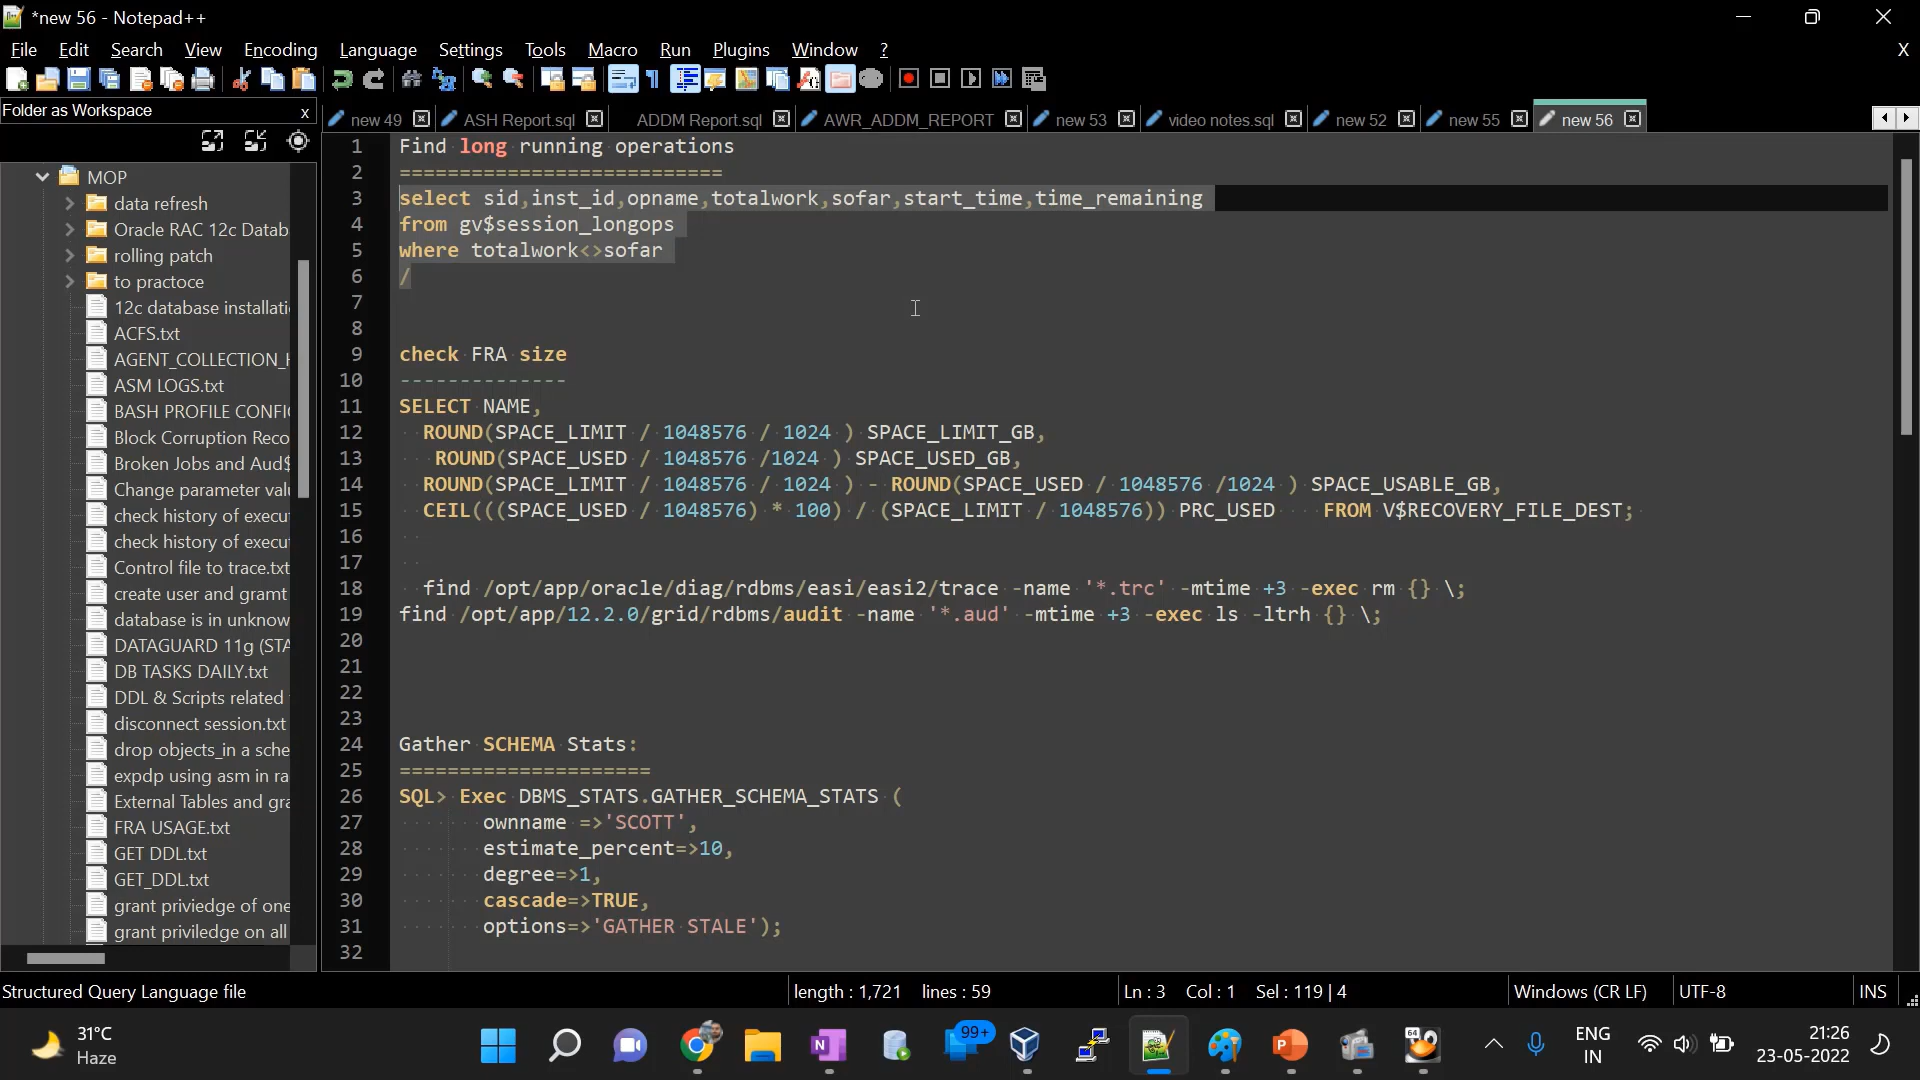 *new 56 - Notepad++
File Edit Search View Encoding Language Settings Tools Macro Run Plugins Window ? X
Folder as Workspace x
new 49 ASH Report.sql ADDM Report.sql AWR_ADDM_REPORT new 53 video notes.sql new 52 new 55 new 56
MOP
data refresh
Oracle RAC 12c Datab
rolling patch
to practoce
12c database installati
ACFS.txt
AGENT_COLLECTION_
ASM LOGS.txt
BASH PROFILE CONFI
Block Corruption Reco
Broken Jobs and Aud$
Change parameter valu
check history of execu
check history of execu
Control file to trace.txt
create user and gramt
database is in unknow
DATAGUARD 11g (STA
DB TASKS DAILY.txt
DDL & Scripts related
disconnect session.txt
drop objects_in a sche
expdp using asm in ra
External Tables and gra
FRA USAGE.txt
GET DDL.txt
GET_DDL.txt
grant priviedge of one
grant priviledge on all
1 Find long running operations
2 ===========================
3 select sid,inst_id,opname,totalwork,sofar,start_time,time_remaining
4 from gv$session_longops
5 where totalwork<>sofar
6 /
7
8
9 check FRA size
10 --------------
11 SELECT NAME,
12 ROUND(SPACE_LIMIT / 1048576 / 1024 ) SPACE_LIMIT_GB,
13 ROUND(SPACE_USED / 1048576 /1024 ) SPACE_USED_GB,
14 ROUND(SPACE_LIMIT / 1048576 / 1024 ) - ROUND(SPACE_USED / 1048576 /1024 ) SPACE_USABLE_GB,
15 CEIL(((SPACE_USED / 1048576) * 100) / (SPACE_LIMIT / 1048576)) PRC_USED FROM V$RECOVERY_FILE_DEST;
16
17
18 find /opt/app/oracle/diag/rdbms/easi/easi2/trace -name '*.trc' -mtime +3 -exec rm {} \;
19 find /opt/app/12.2.0/grid/rdbms/audit -name '*.aud' -mtime +3 -exec ls -ltrh {} \;
20
21
22
23
24 Gather SCHEMA Stats:
25 =====================
26 SQL> Exec DBMS_STATS.GATHER_SCHEMA_STATS (
27 ownname =>'SCOTT',
28 estimate_percent=>10,
29 degree=>1,
30 cascade=>TRUE,
31 options=>'GATHER STALE');
32
Structured Query Language file length : 1,721 lines : 59 Ln : 3 Col : 1 Sel : 119 | 4 Windows (CR LF) UTF-8 INS
31°C
Haze
99+
64
ENG
IN
21:26
23-05-2022